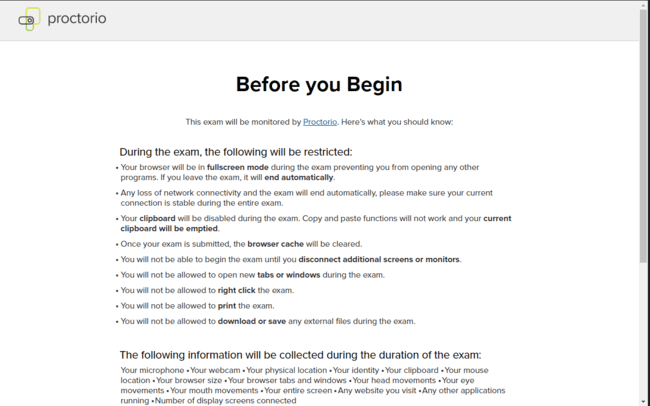 proctorio
Before you Begin
This exam will be monitored by Proctorio. Here's what you should know:
During the exam, the following will be restricted:
• Your browser will be in fullscreen mode during the exam preventing you from opening any other
programs. If you leave the exam, it will end automatically.
• Any loss of network connectivity and the exam will end automatically, please make sure your current
connection is stable during the entire exam.
• Your clipboard will be disabled during the exam. Copy and paste functions will not work and your current
clipboard will be emptied.
• Once your exam is submitted, the browser cache will be cleared.
• You will not be able to begin the exam until you disconnect additional screens or monitors.
• You will not be allowed to open new tabs or windows during the exam.
• You will not be allowed to right click the exam.
• You will not be allowed to print the exam.
• You will not be allowed to download or save any external files during the exam.
The following information will be collected during the duration of the exam:
Your microphone • Your webcam • Your physical location • Your identity • Your clipboard • Your mouse
location • Your browser size • Your browser tabs and windows • Your head movements • Your eye
movements • Your mouth movements • Your entire screen • Any website you visit • Any other applications
running • Number of display screens connected